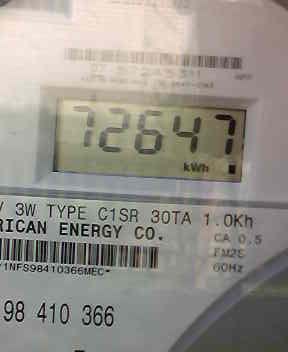 72647
kWh
V 3W TYPE C1SR 30TA 1.0Kh
RICAN ENERGY CO.
CA 0.5
FM2S
60Hz
1NFS98410366MEC*
98 410 366